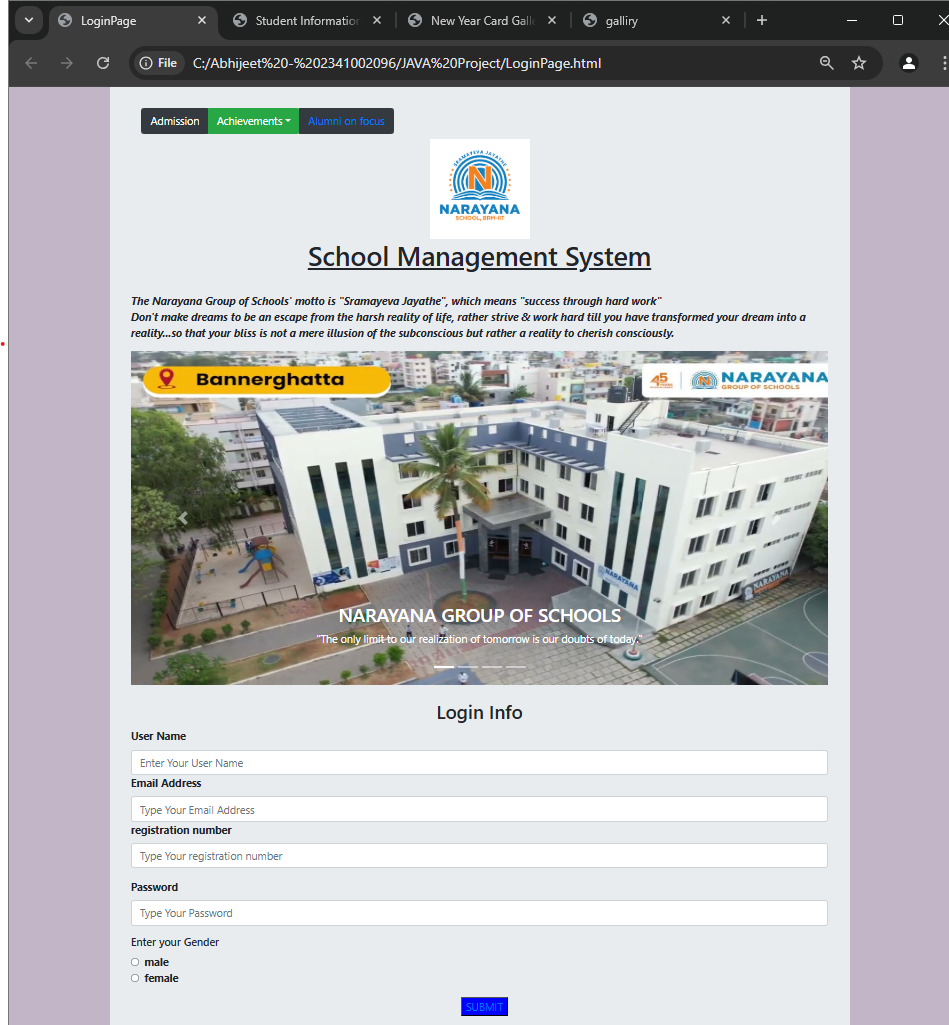 LoginPage
Student Information
New Year Card Gall
galliry
File
C:/Abhijeet%20-%202341002096/JAVA%20Project/LoginPage.html
Admission
Achievements
Alumni on focus
SRAMAYEVA JAYATHE
N
NARAYANA
SCHOOL, BRM-IIT
School Management System
The Narayana Group of Schools' motto is "Sramayeva Jayathe", which means "success through hard work"
Don't make dreams to be an escape from the harsh reality of life, rather strive & work hard till you have transformed your dream into a
reality...so that your bliss is not a mere illusion of the subconscious but rather a reality to cherish consciously.
Bannerghatta
45
NARAYANA
GROUP OF SCHOOLS
NARAYANA
NARAYANA
NARAYANA GROUP OF SCHOOLS
"The only limit to our realization of tomorrow is our doubts of today."
Login Info
User Name
Enter Your User Name
Email Address
Type Your Email Address
registration number
Type Your registration number
Password
Type Your Password
Enter your Gender
male
female
SUBMIT